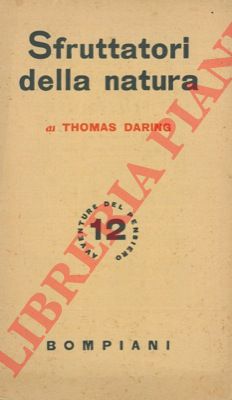 Sfruttatori
della natura
di THOMAS DARING
AVVENTURE DEL PENSIERO
12
BOMPIANI
LIBRERIA PIANI